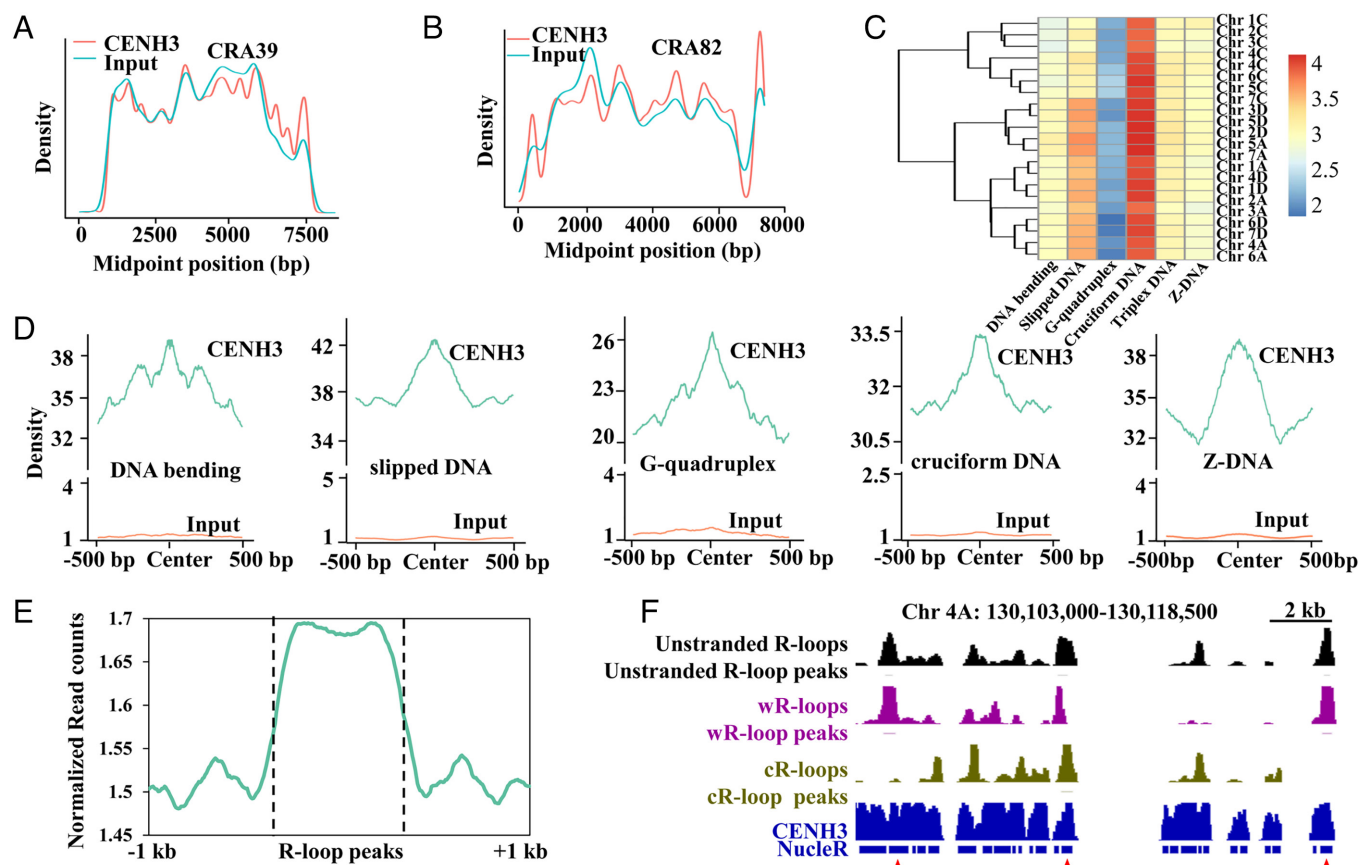 A
CENH3
Input
CRA39
Density
0
2500
5000
7500
Midpoint position (bp)
B
CENH3
Input
CRA82
Density
0
2000
4000
6000
8000
Midpoint position (bp)
C
Chr 1C
Chr 2C
Chr 3C
Chr 4C
Chr 6C
Chr 5C
Chr 7C
Chr 3D
Chr 5D
Chr 2D
Chr 5A
Chr 7A
Chr 1A
Chr 4D
Chr 1D
Chr 2A
Chr 3A
Chr 6D
Chr 7D
Chr 4A
Chr 6A
4
3.5
3
2.5
2
DNA bending
Slipped DNA
G-quadruplex
Cruciform DNA
Triplex DNA
Z-DNA
D
Density
38
35
32
CENH3
DNA bending
4
1
Input
-500 bp Center 500 bp
42
38
34
CENH3
slipped DNA
5
1
Input
-500 bp Center 500 bp
26
23
20
CENH3
G-quadruplex
4
1
Input
-500 bp Center 500 bp
33.5
32
30.5
CENH3
cruciform DNA
2.5
1
Input
-500 bp Center 500 bp
38
35
32
CENH3
Z-DNA
4
1
Input
-500 bp Center 500 bp
E
Normalized Read counts
1.7
1.65
1.6
1.55
1.5
1.45
-1 kb R-loop peaks +1 kb
F
Chr 4A: 130,103,000-130,118,500
2 kb
Unstranded R-loops
Unstranded R-loop peaks
wR-loops
wR-loop peaks
cR-loops
cR-loop peaks
CENH3
NucleR